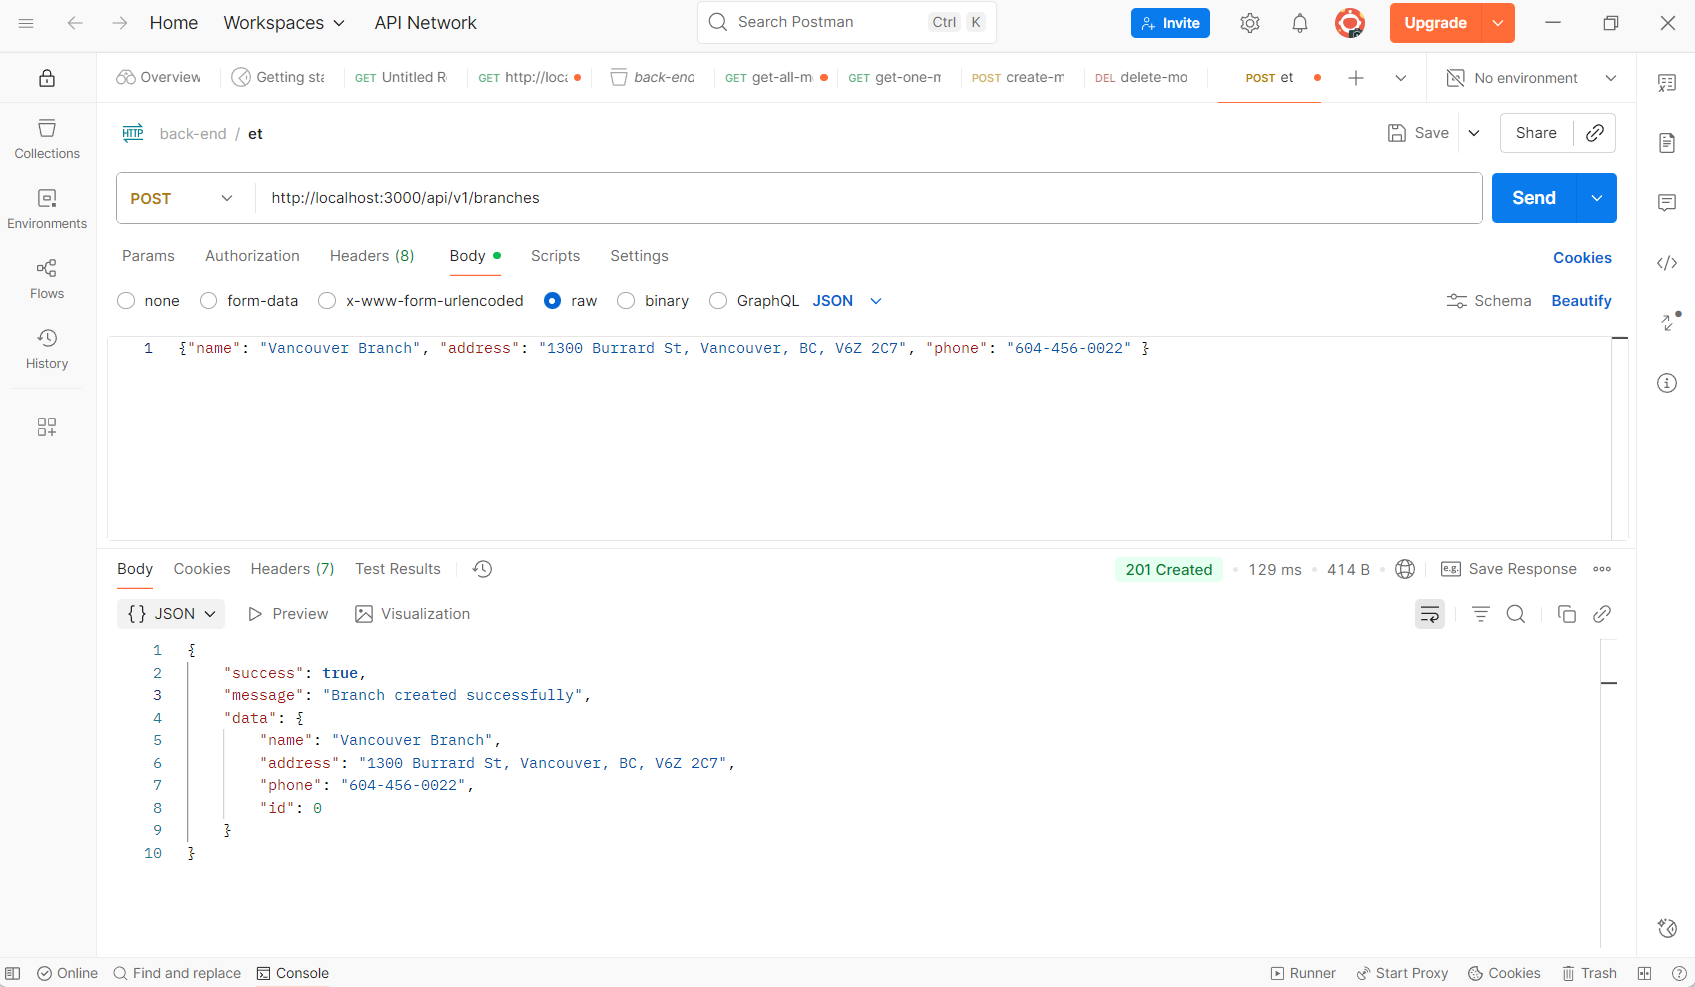 Home Workspaces API Network Search Postman Ctrl K Invite Upgrade
Overview Getting sta GET Untitled R GET http://loca back-end GET get-all-m GET get-one-m POST create-m DEL delete-mo POST et No environment
HTTP back-end / et Save Share
POST http://localhost:3000/api/v1/branches Send
Params Authorization Headers (8) Body Scripts Settings Cookies
none form-data x-www-form-urlencoded raw binary GraphQL JSON Schema Beautify
1 {"name": "Vancouver Branch", "address": "1300 Burrard St, Vancouver, BC, V6Z 2C7", "phone": "604-456-0022" }
Collections
Environments
Flows
History
Body Cookies Headers (7) Test Results 201 Created 129 ms 414 B e.g. Save Response
{} JSON Preview Visualization
1 {
2 "success": true,
3 "message": "Branch created successfully",
4 "data": {
5 "name": "Vancouver Branch",
6 "address": "1300 Burrard St, Vancouver, BC, V6Z 2C7",
7 "phone": "604-456-0022",
8 "id": 0
9 }
10 }
Online Find and replace Console Runner Start Proxy Cookies Trash